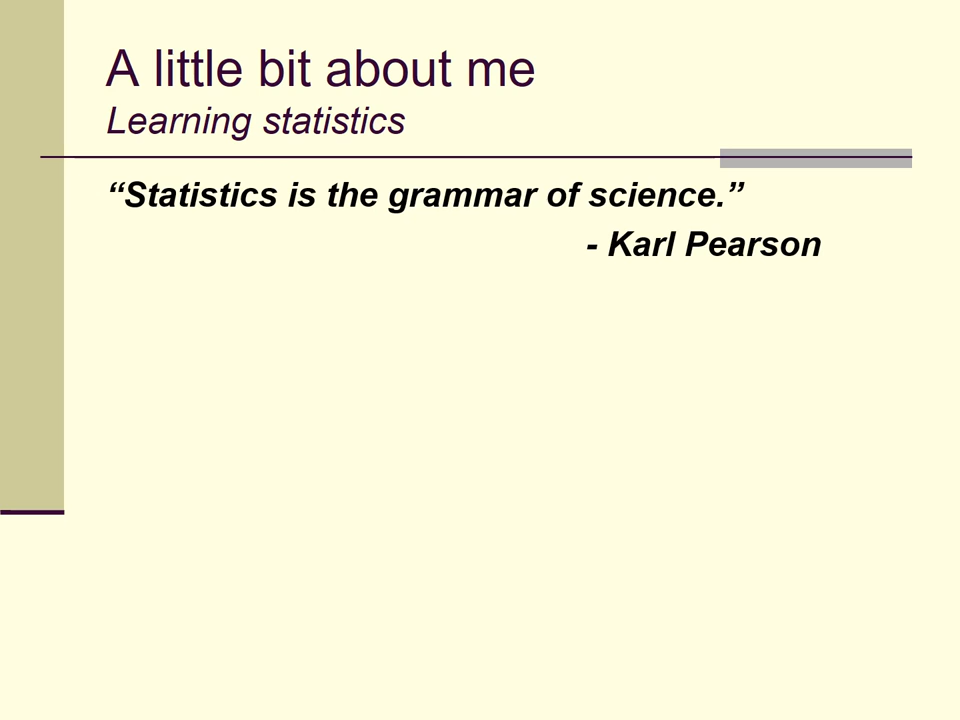 A little bit about me
Learning statistics
“Statistics is the grammar of science.”
- Karl Pearson